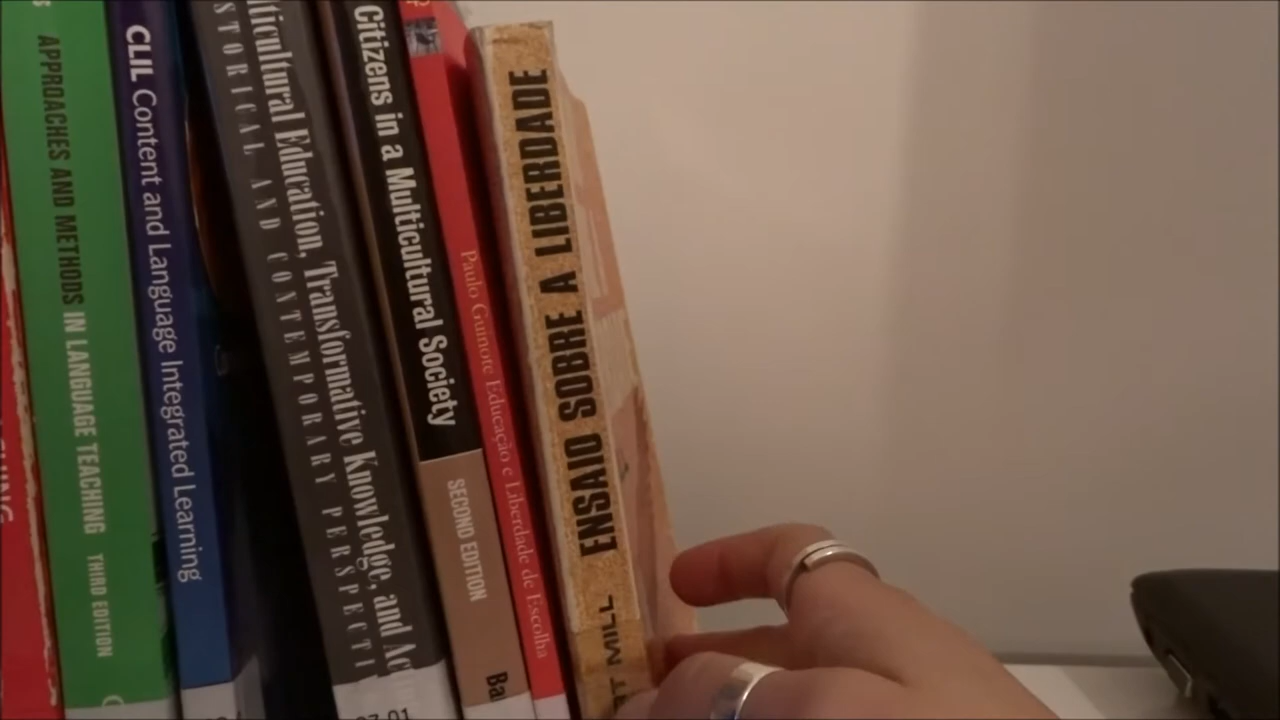 APPROACHES AND METHODS IN LANGUAGE TEACHING THIRD EDITION
CLIL Content and Language Integrated Learning
Multicultural Education, Transformative Knowledge, and Ac
STORICAL AND CONTEMPORARY PERSPECTI
Citizens in a Multicultural Society
SECOND EDITION
Ba
Paulo Guinote Educação e Liberdade de Escolha
ENSAIO SOBRE A LIBERDADE
MILL